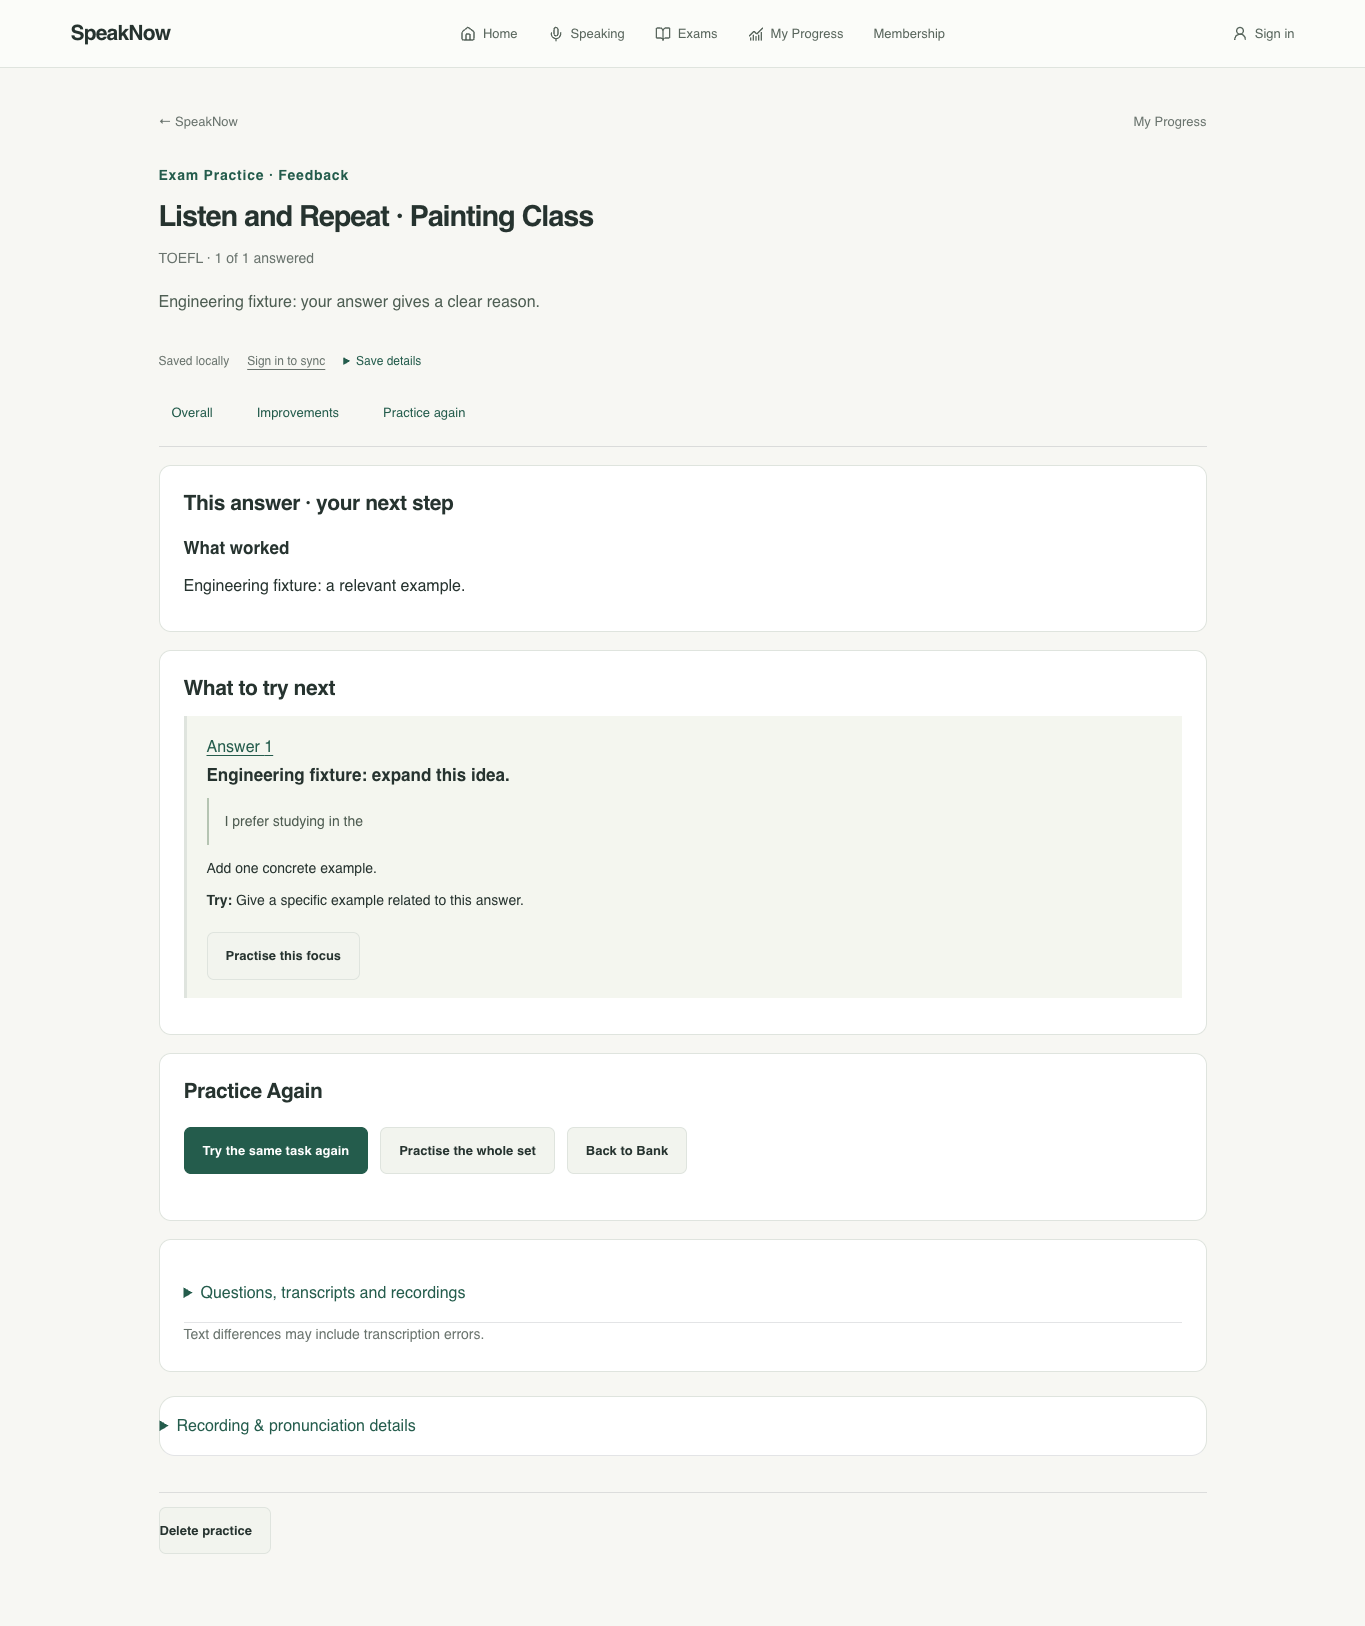 SpeakNow
Home
Speaking
Exams
My Progress
Membership
Sign in
← SpeakNow
My Progress
Exam Practice · Feedback
Listen and Repeat · Painting Class
TOEFL · 1 of 1 answered
Engineering fixture: your answer gives a clear reason.
Saved locally
Sign in to sync
▶ Save details
Overall
Improvements
Practice again
This answer · your next step
What worked
Engineering fixture: a relevant example.
What to try next
Answer 1
Engineering fixture: expand this idea.
I prefer studying in the
Add one concrete example.
Try: Give a specific example related to this answer.
Practise this focus
Practice Again
Try the same task again
Practise the whole set
Back to Bank
▶ Questions, transcripts and recordings
Text differences may include transcription errors.
▶ Recording & pronunciation details
Delete practice